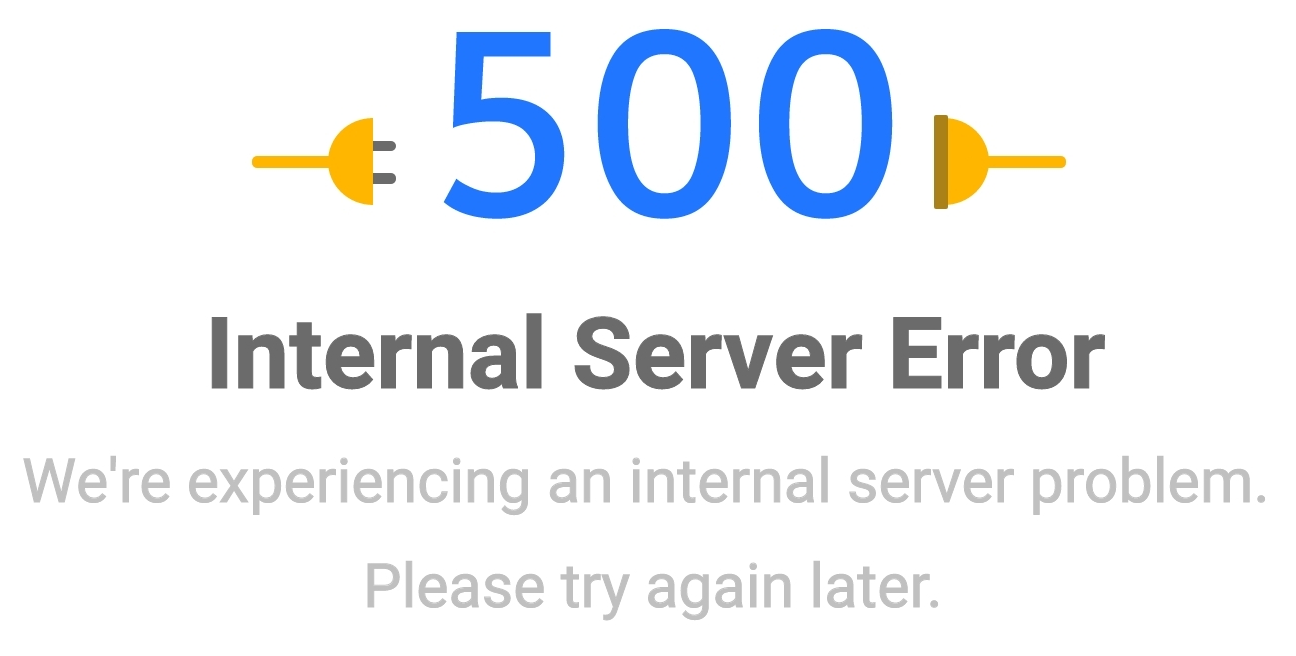 500
Internal Server Error
We're experiencing an internal server problem.
Please try again later.